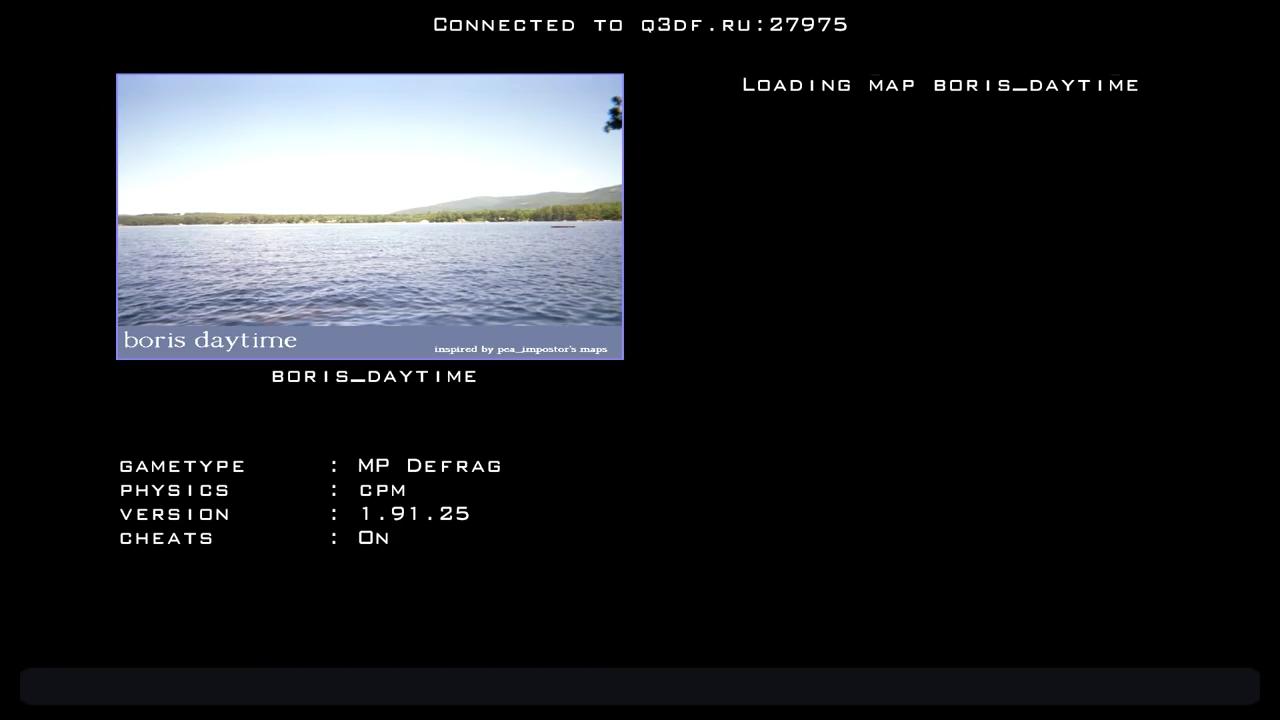 Connected to q3df.ru:27975
Loading map boris_daytime
boris daytime
inspired by pca_impostor's maps
boris_daytime
gametype : MP Defrag
physics : cpm
version : 1.91.25
cheats : On